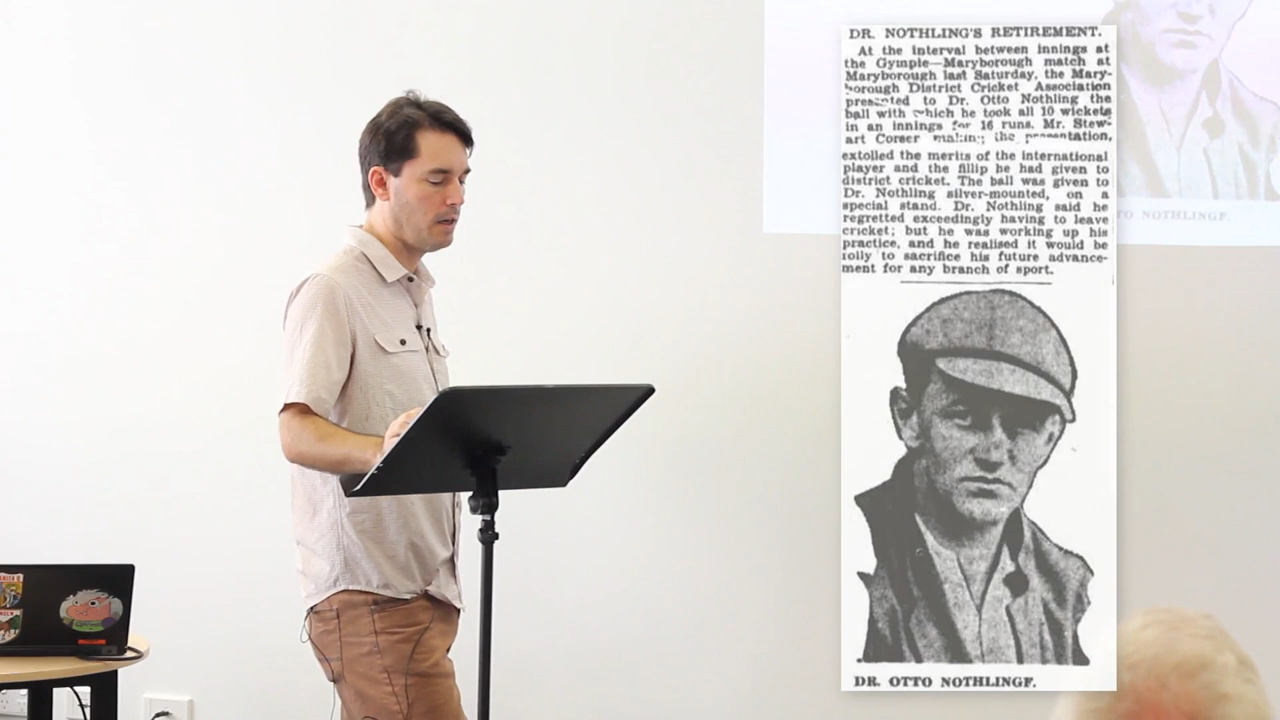 DR. NOTHLING'S RETIREMENT.
At the interval between innings at
the Gympie—Maryborough match at
Maryborough last Saturday, the Mary-
borough District Cricket Association
presented to Dr. Otto Nothling the
ball with which he took all 10 wickets
in an innings for 16 runs. Mr. Stew-
art Corser making the presentation,
extolled the merits of the international
player and the fillip he had given to
district cricket. The ball was given to
Dr. Nothling silver-mounted, on a
special stand. Dr. Nothling said he
regretted exceedingly having to leave
cricket; but he was working up his
practice, and he realised it would be
folly to sacrifice his future advance-
ment for any branch of sport.
DR. OTTO NOTHLINGF.
TO NOTHLINGF.